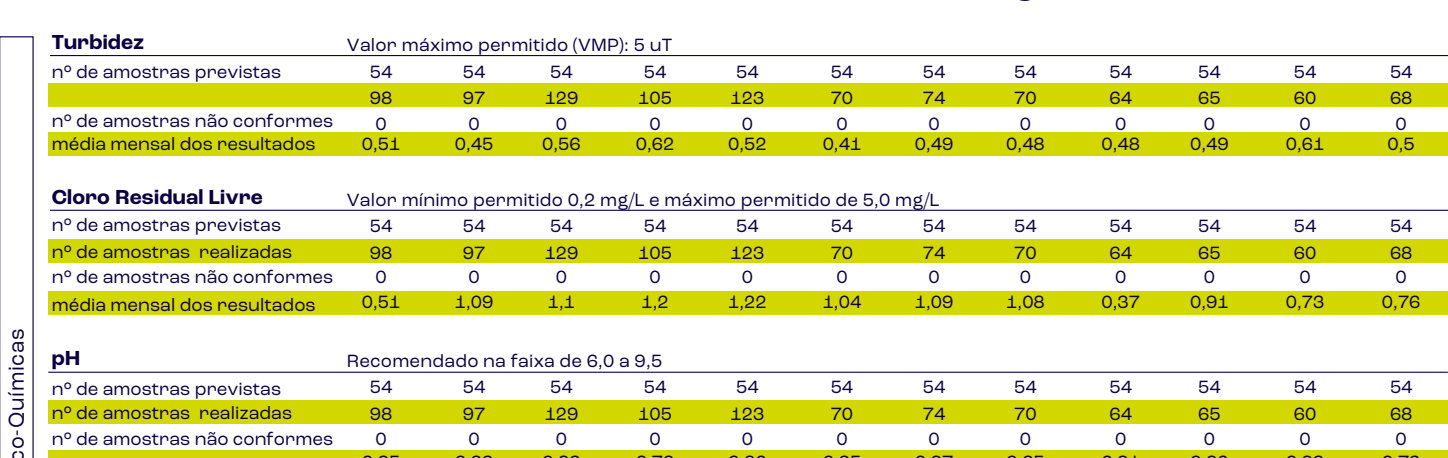 Turbidez Valor máximo permitido (VMP): 5 uT
nº de amostras previstas 54 54 54 54 54 54 54 54 54 54 54 54
98 97 129 105 123 70 74 70 64 65 60 68
nº de amostras não conformes 0 0 0 0 0 0 0 0 0 0 0 0
média mensal dos resultados 0,51 0,45 0,56 0,62 0,52 0,41 0,49 0,48 0,48 0,49 0,61 0,5
Cloro Residual Livre Valor mínimo permitido 0,2 mg/L e máximo permitido de 5,0 mg/L
nº de amostras previstas 54 54 54 54 54 54 54 54 54 54 54 54
nº de amostras realizadas 98 97 129 105 123 70 74 70 64 65 60 68
nº de amostras não conformes 0 0 0 0 0 0 0 0 0 0 0 0
média mensal dos resultados 0,51 1,09 1,1 1,2 1,22 1,04 1,09 1,08 0,37 0,91 0,73 0,76
pH Recomendado na faixa de 6,0 a 9,5
nº de amostras previstas 54 54 54 54 54 54 54 54 54 54 54 54
nº de amostras realizadas 98 97 129 105 123 70 74 70 64 65 60 68
nº de amostras não conformes 0 0 0 0 0 0 0 0 0 0 0 0
co-Químicas